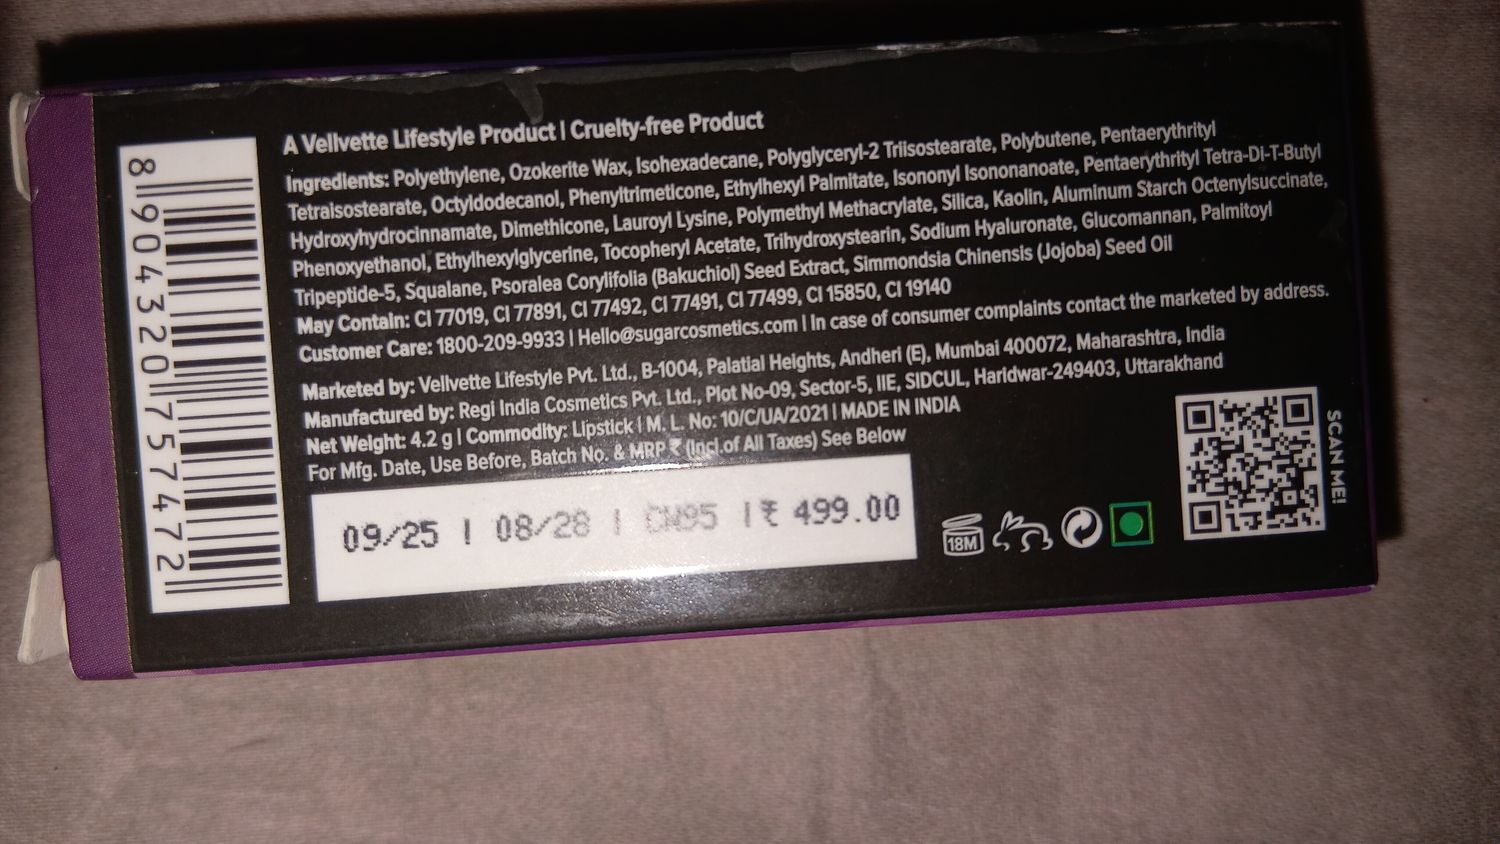 A Vellvette Lifestyle Product | Cruelty-free Product
Ingredients: Polyethylene, Ozokerite Wax, Isohexadecane, Polyglyceryl-2 Triisostearate, Polybutene, Pentaerythrityl
Tetraisostearate, Octyldodecanol, Phenyltrimeticone, Ethylhexyl Palmitate, Isononyl Isononanoate, Pentaerythrityl Tetra-Di-T-Butyl
Hydroxyhydrocinnamate, Dimethicone, Lauroyl Lysine, Polymethyl Methacrylate, Silica, Kaolin, Aluminum Starch Octenylsuccinate,
Phenoxyethanol, Ethylhexylglycerine, Tocopheryl Acetate, Trihydroxystearin, Sodium Hyaluronate, Glucomannan, Palmitoyl
Tripeptide-5, Squalane, Psoralea Corylifolia (Bakuchiol) Seed Extract, Simmondsia Chinensis (Jojoba) Seed Oil
May Contain: CI 77019, CI 77891, CI 77492, CI 77491, CI 77499, CI 15850, CI 19140
Customer Care: 1800-209-9933 | Hello@sugarcosmetics.com | In case of consumer complaints contact the marketed by address.
Marketed by: Vellvette Lifestyle Pvt. Ltd., B-1004, Palatial Heights, Andheri (E), Mumbai 400072, Maharashtra, India
Manufactured by: Regi India Cosmetics Pvt. Ltd., Plot No-09, Sector-5, IIE, SIDCUL, Haridwar-249403, Uttarakhand
Net Weight: 4.2 g | Commodity: Lipstick | M. L. No: 10/C/UA/2021 | MADE IN INDIA
For Mfg. Date, Use Before, Batch No. & MRP ₹ (Incl.of All Taxes) See Below
09/25 | 08/28 | | ₹ 499.00
18M
SCAN ME!
8 904320 757472